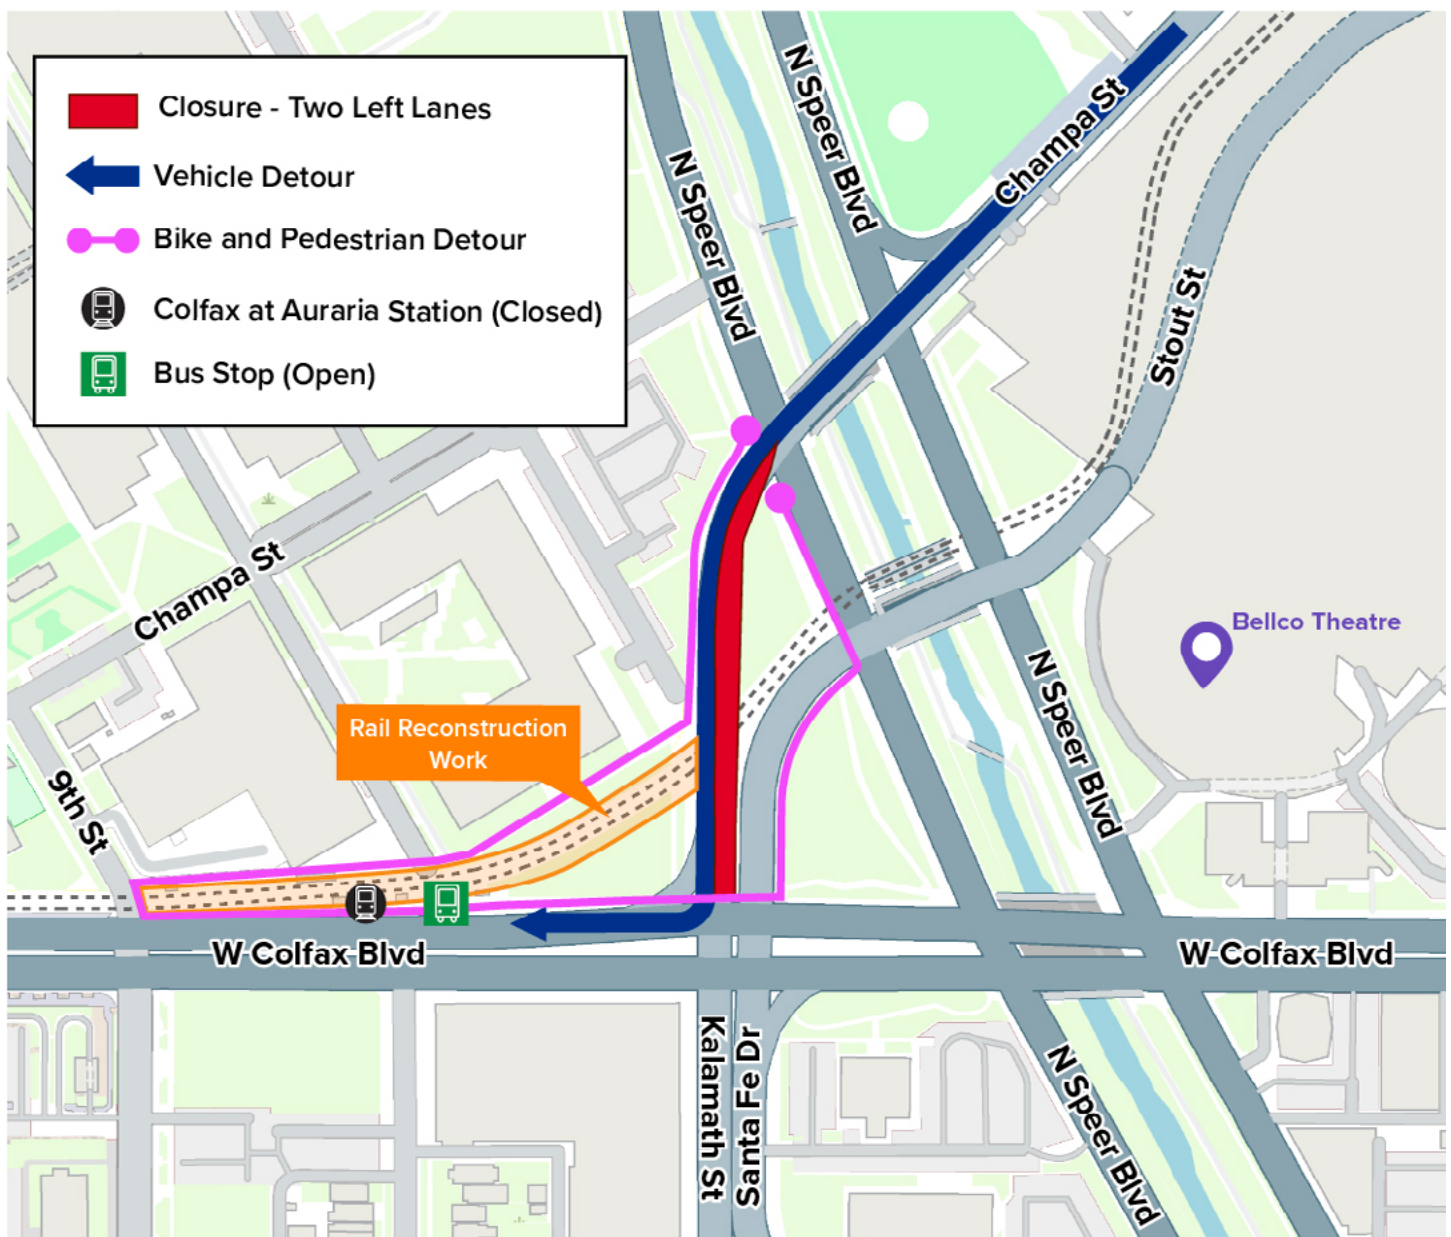 Closure - Two Left Lanes
Vehicle Detour
Bike and Pedestrian Detour
Colfax at Auraria Station (Closed)
Bus Stop (Open)
N Speer Blvd
N Speer Blvd
Champa St
Stout St
Champa St
Bellco Theatre
Rail Reconstruction
Work
9th St
N Speer Blvd
W Colfax Blvd
W Colfax Blvd
Kalamath St
Santa Fe Dr
N Speer Blvd